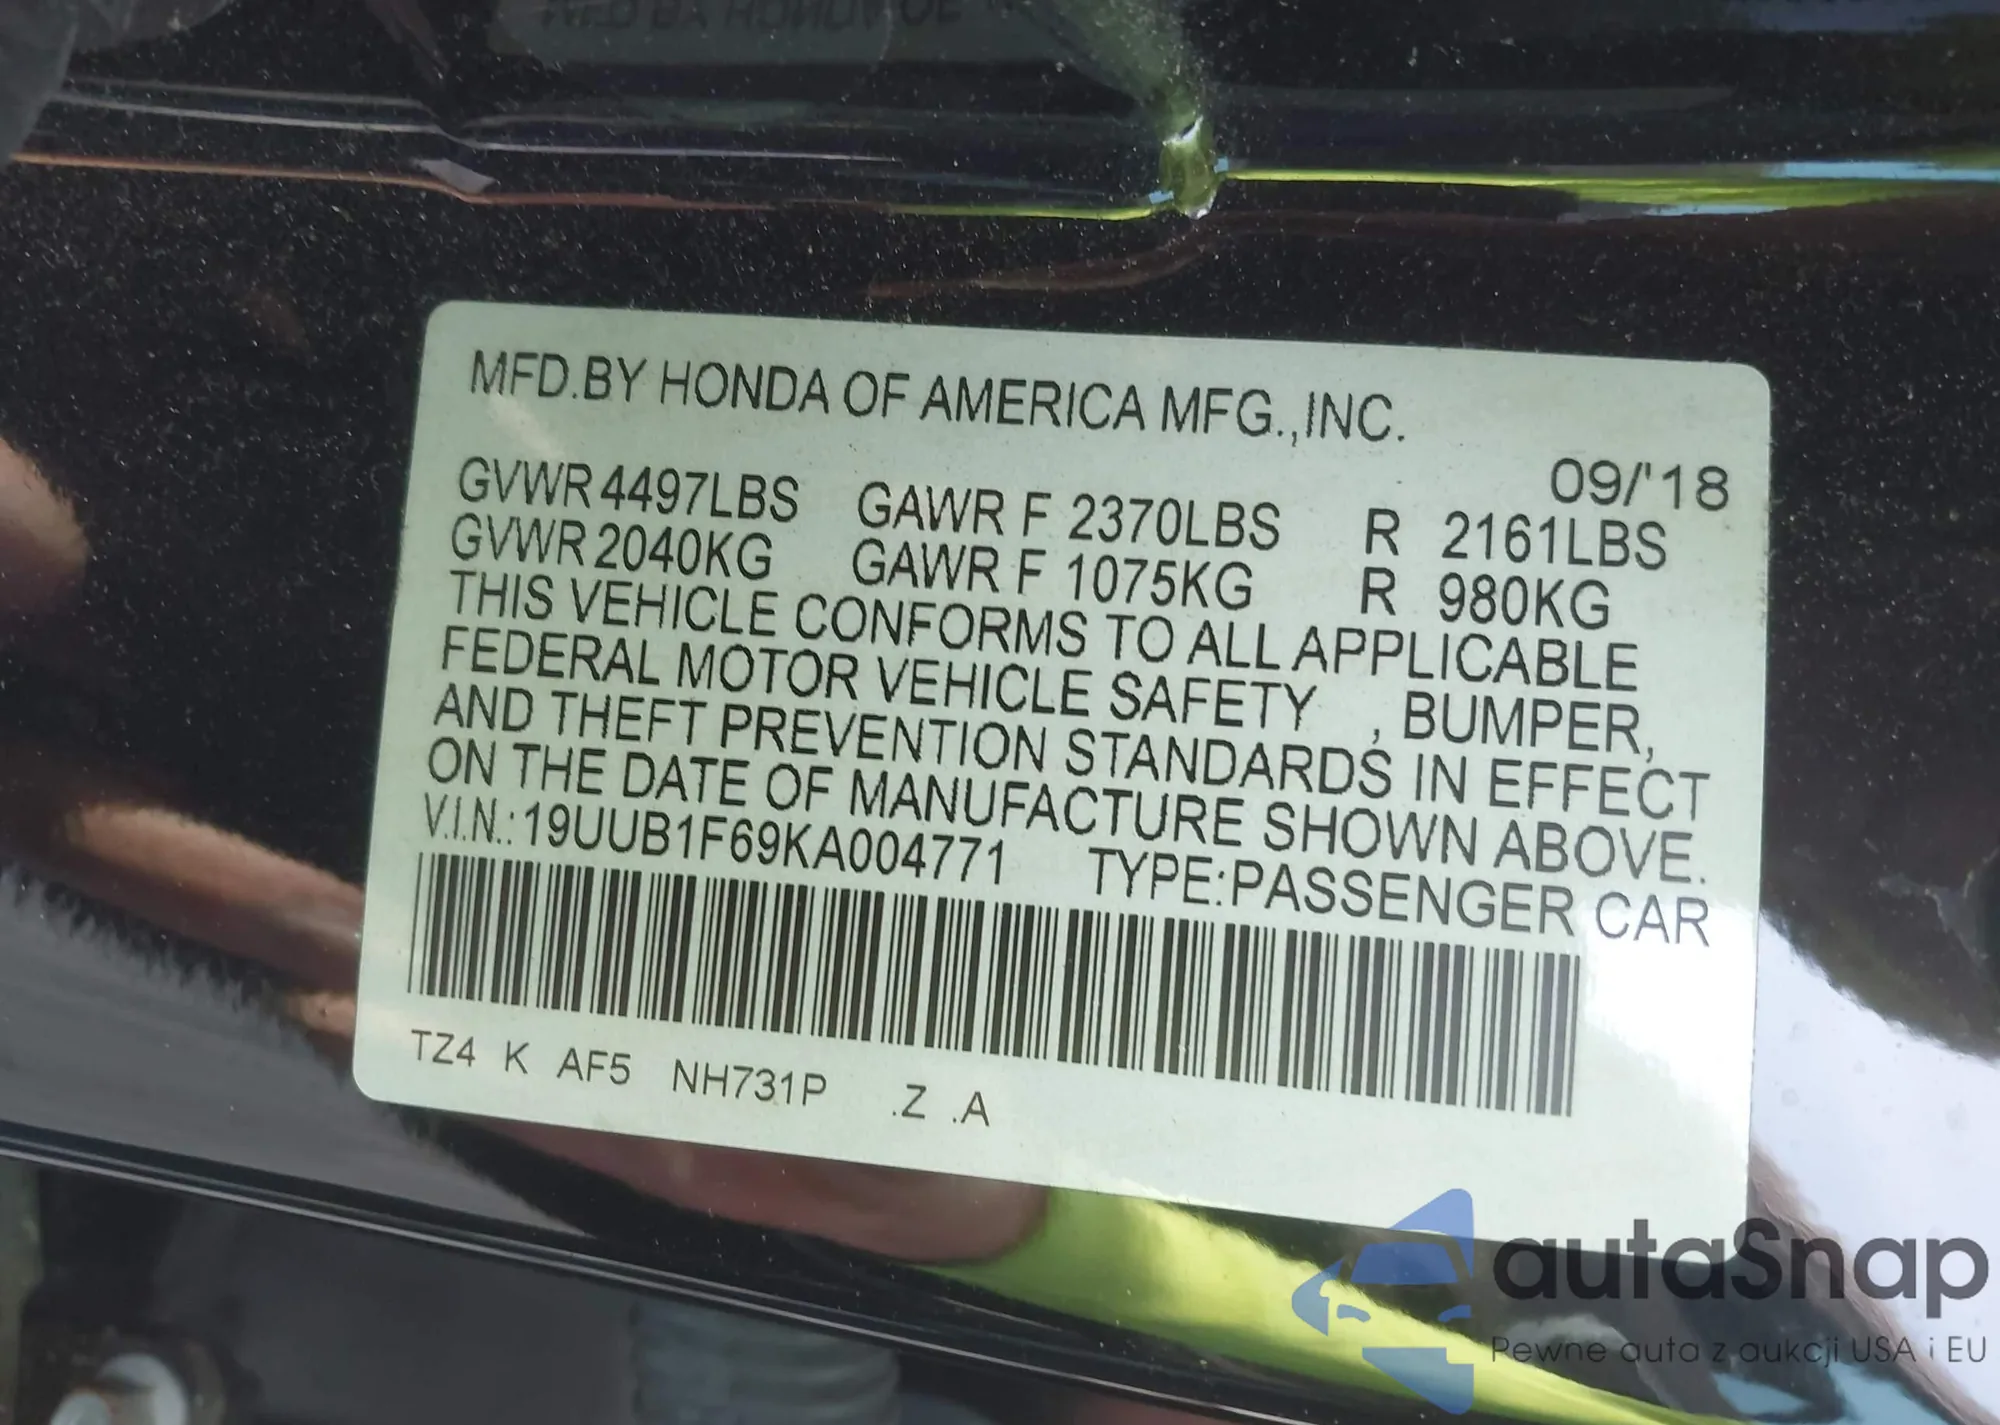 MFD.BY HONDA OF AMERICA MFG.,INC.
09/'18
GVWR 4497LBS GAWR F 2370LBS R 2161LBS
GVWR 2040KG GAWR F 1075KG R 980KG
THIS VEHICLE CONFORMS TO ALL APPLICABLE
FEDERAL MOTOR VEHICLE SAFETY , BUMPER,
AND THEFT PREVENTION STANDARDS IN EFFECT
ON THE DATE OF MANUFACTURE SHOWN ABOVE.
V.I.N.: 19UUB1F69KA004771 TYPE:PASSENGER CAR
TZ4 K AF5 NH731P .Z .A
autaSnap
Pewne auta z aukcji USA i EU